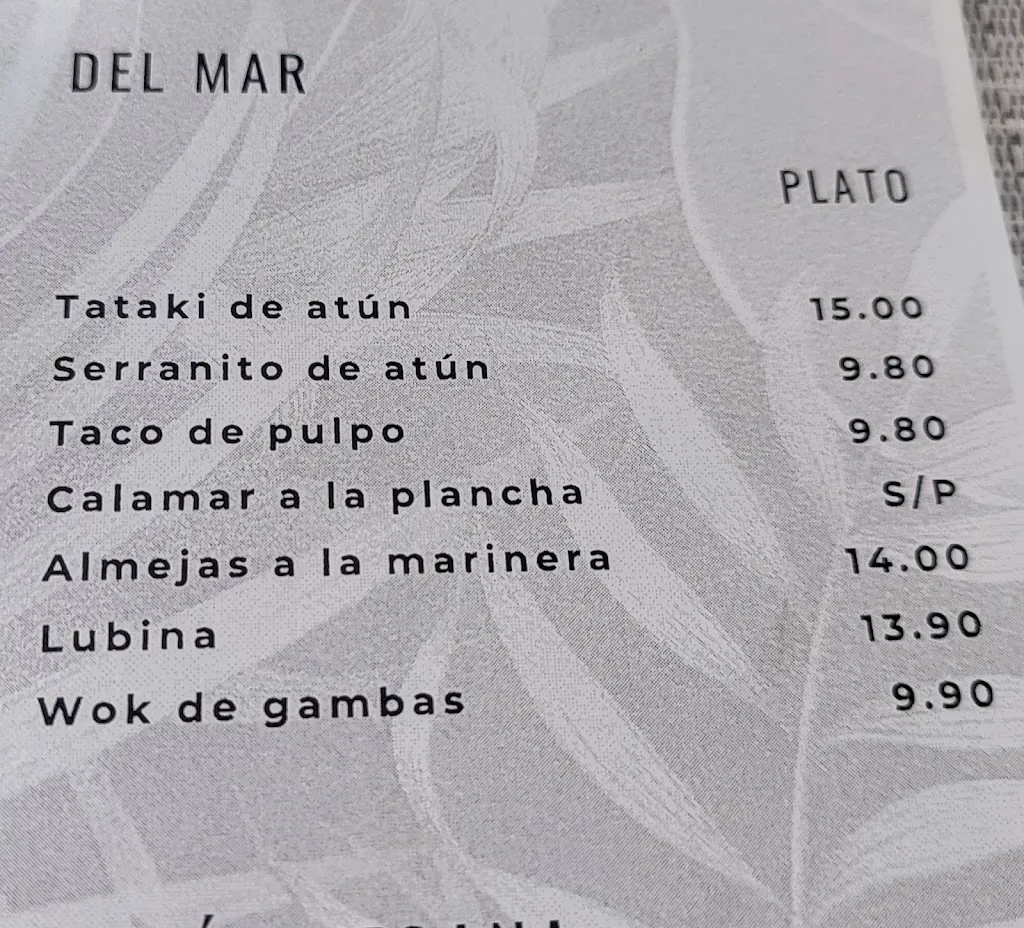 DEL MAR
PLATO
Tataki de atún 15.00
Serranito de atún 9.80
Taco de pulpo 9.80
Calamar a la plancha S/P
Almejas a la marinera 14.00
Lubina 13.90
Wok de gambas 9.90